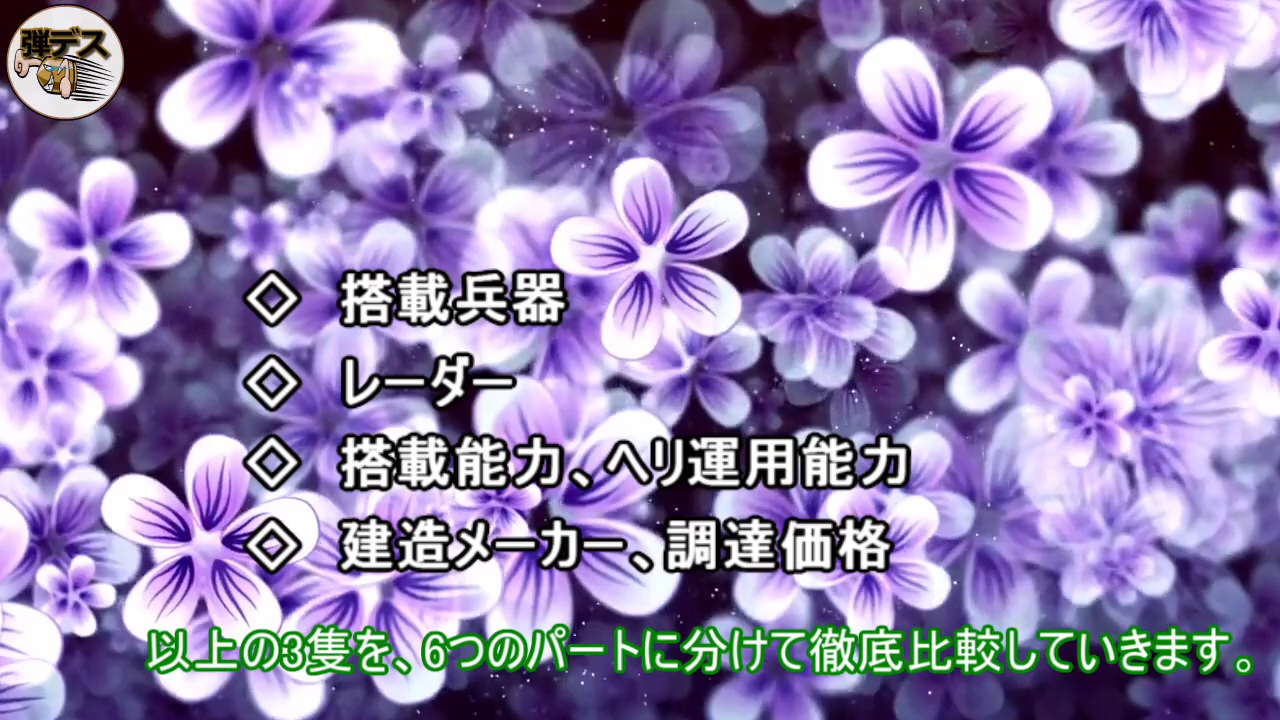 弾デス
◇ 搭載兵器
◇ レーダー
◇ 搭載能力、ヘリ運用能力
◇ 建造メーカー、調達価格
以上の3隻を、6つのパートに分けて徹底比較していきます。